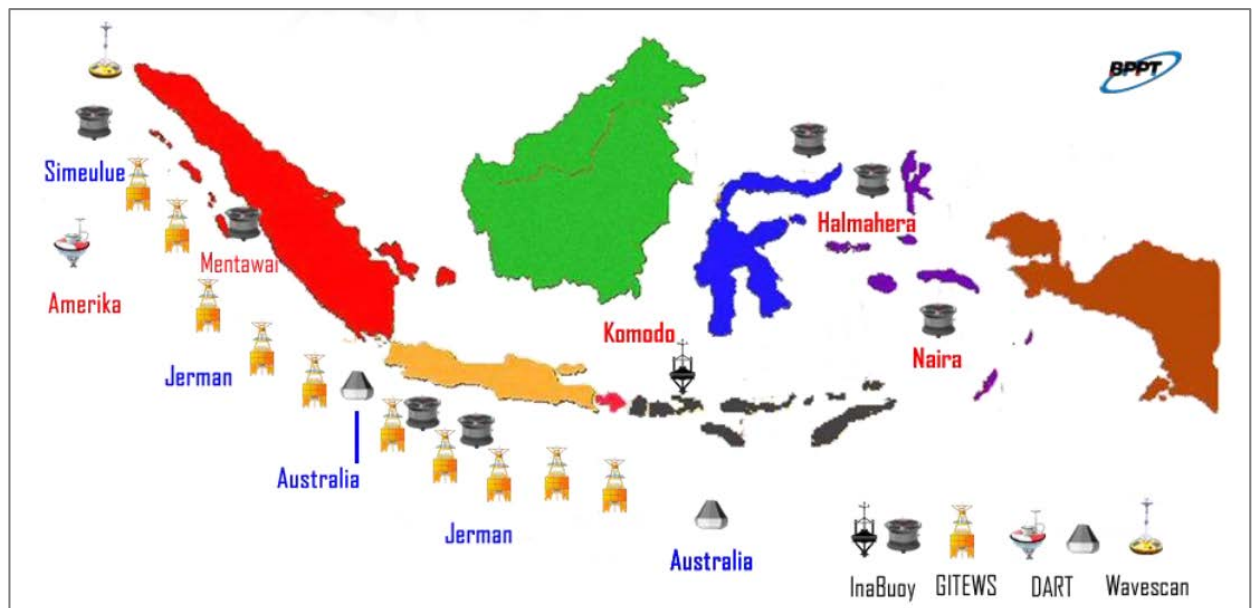 BPPT
Simeulue
Halmahera
Mentawai
Amerika
Komodo
Naira
Jerman
Australia
Jerman
Australia
InaBuoy GITEWS DART Wavescan